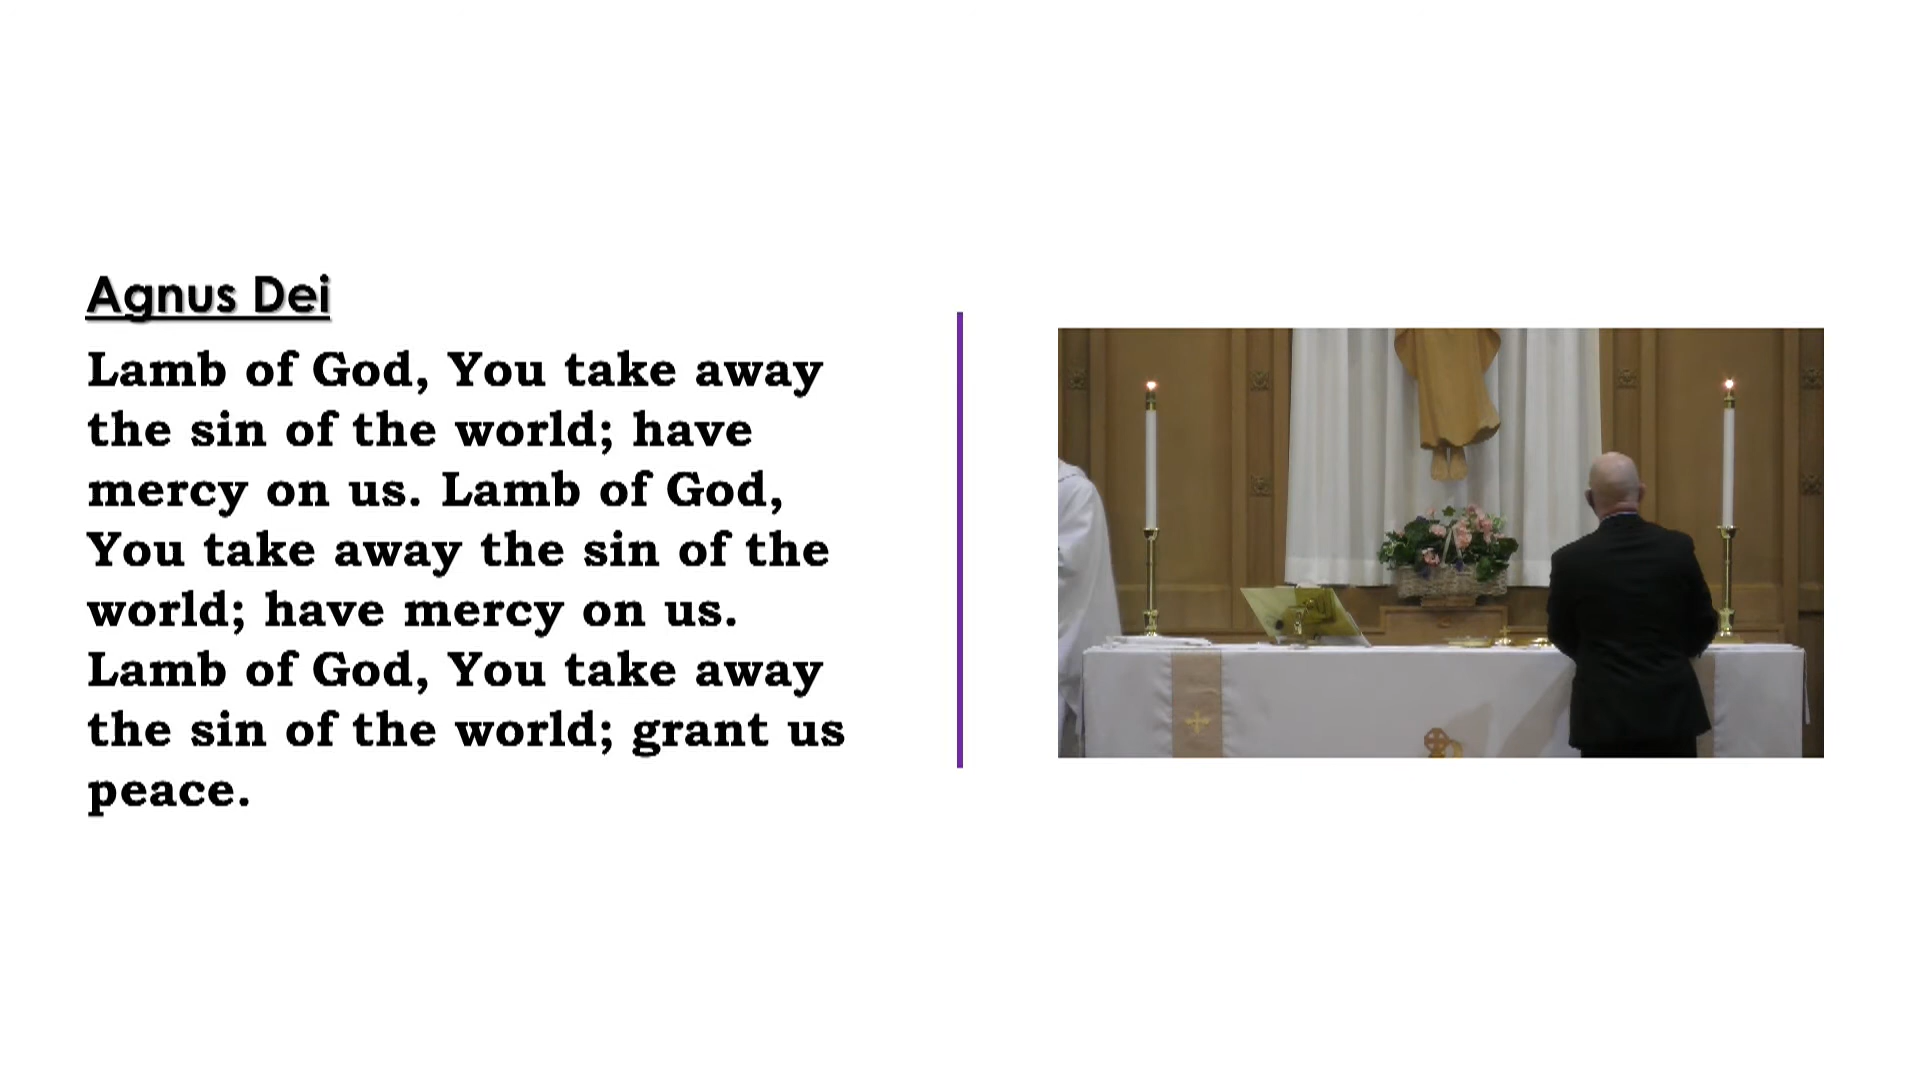 Agnus Dei
Lamb of God, You take away
the sin of the world; have
mercy on us. Lamb of God,
You take away the sin of the
world; have mercy on us.
Lamb of God, You take away
the sin of the world; grant us
peace.